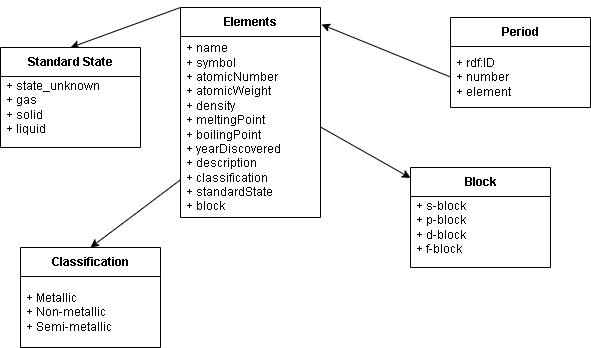 Elements
+ name
+ symbol
+ atomicNumber
+ atomicWeight
+ density
+ meltingPoint
+ boilingPoint
+ yearDiscovered
+ description
+ classification
+ standardState
+ block
Period
+ rdf:ID
+ number
+ element
Standard State
+ state_unknown
+ gas
+ solid
+ liquid
Block
+ s-block
+ p-block
+ d-block
+ f-block
Classification
+ Metallic
+ Non-metallic
+ Semi-metallic